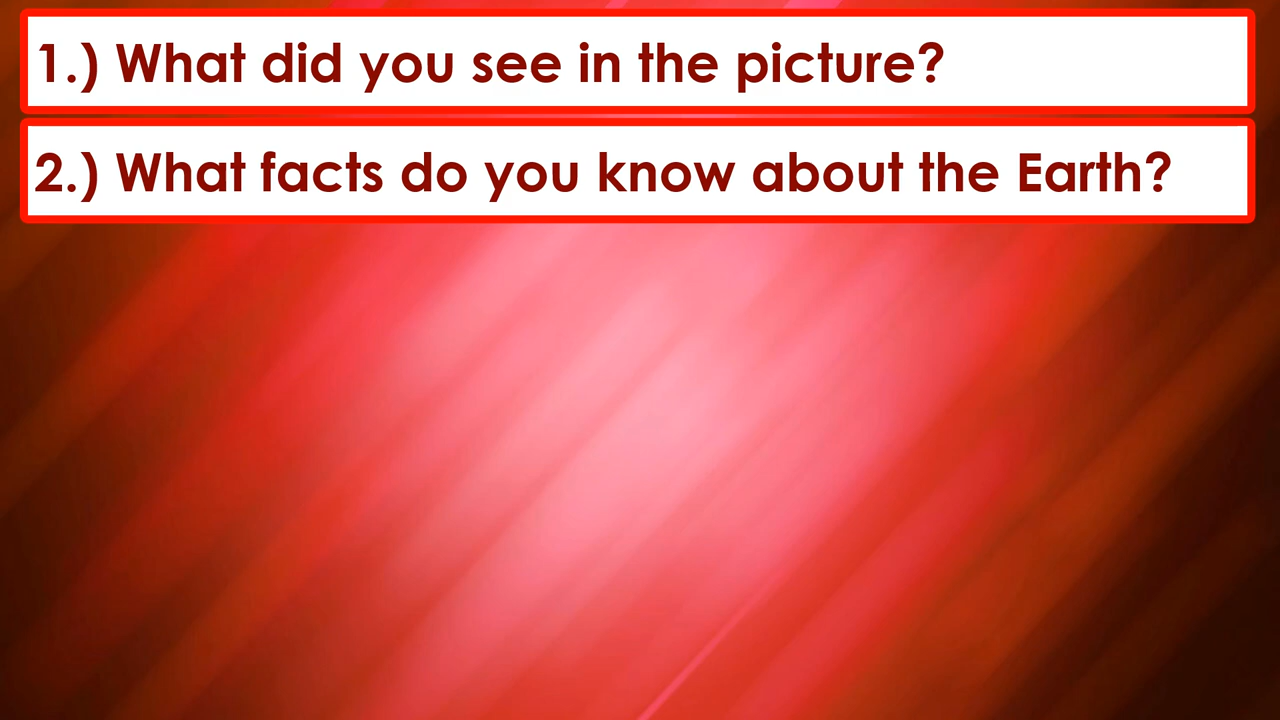 1.) What did you see in the picture?
2.) What facts do you know about the Earth?